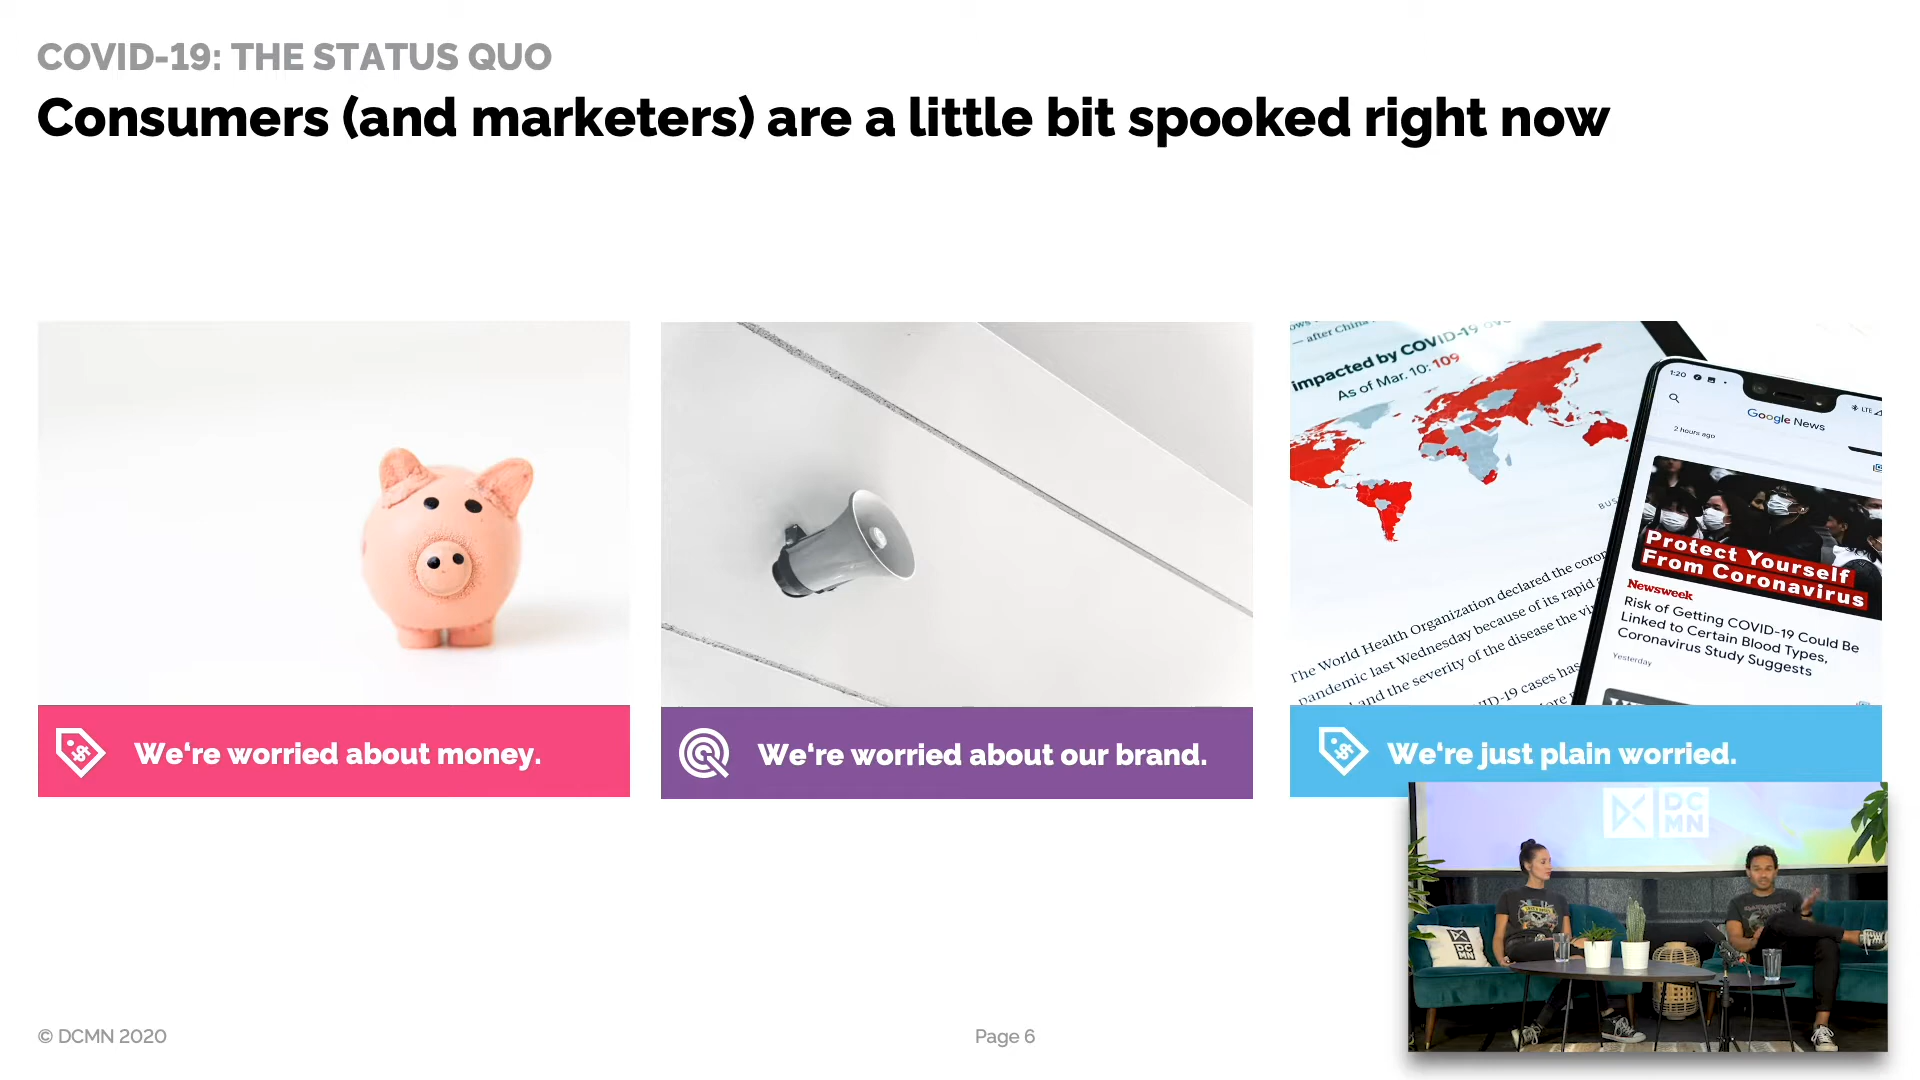 COVID-19: THE STATUS QUO
Consumers (and marketers) are a little bit spooked right now
— after China
impacted by COVID-19
As of Mar. 10: 109
1:20
LTE
Google News
2 hours ago
Protect Yourself
From Coronavirus
Newsweek
Risk of Getting COVID-19 Could Be
Linked to Certain Blood Types,
Coronavirus Study Suggests
Yesterday
The World Health Organization declared the
pandemic last Wednesday because of its rapid
and the severity of the disease the
cases has
We're worried about money.
We're worried about our brand.
We're just plain worried.
DC
MN
DC
MN
© DCMN 2020
Page 6